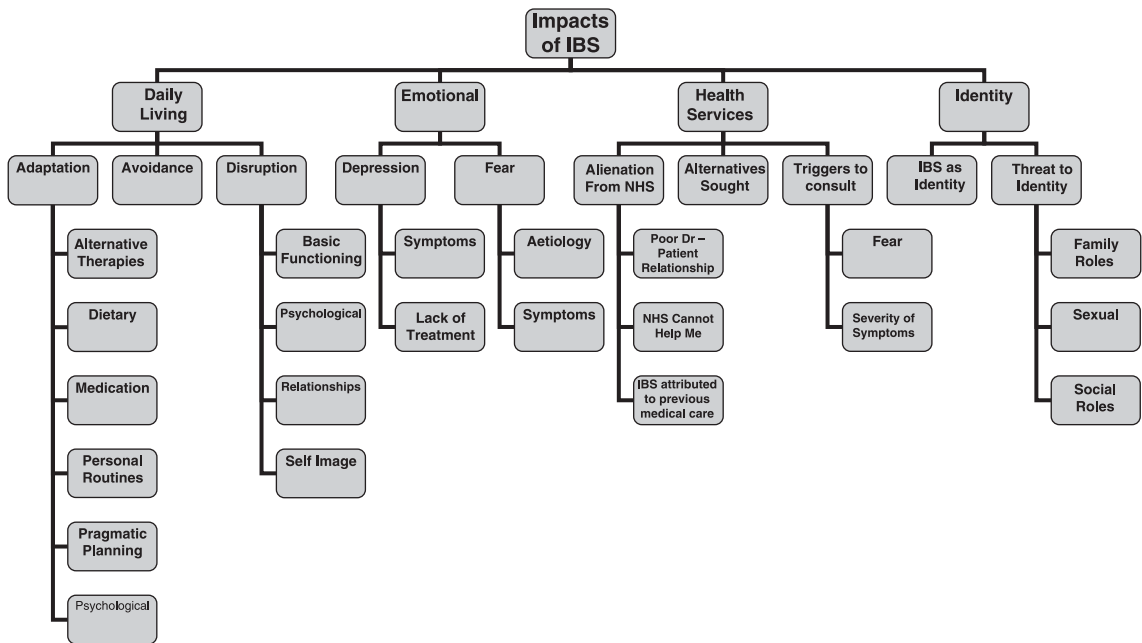 Impacts
of IBS
Daily
Living
Emotional
Health
Services
Identity
Adaptation
Avoidance
Disruption
Depression
Fear
Alienation
From NHS
Alternatives
Sought
Triggers to
consult
IBS as
Identity
Threat to
Identity
Alternative
Therapies
Basic
Functioning
Symptoms
Aetiology
Poor Dr –
Patient
Relationship
Fear
Family
Roles
Dietary
Psychological
Lack of
Treatment
Symptoms
NHS Cannot
Help Me
Severity of
Symptoms
Sexual
Medication
Relationships
IBS attributed
to previous
medical care
Social
Roles
Personal
Routines
Self Image
Pragmatic
Planning
Psychological